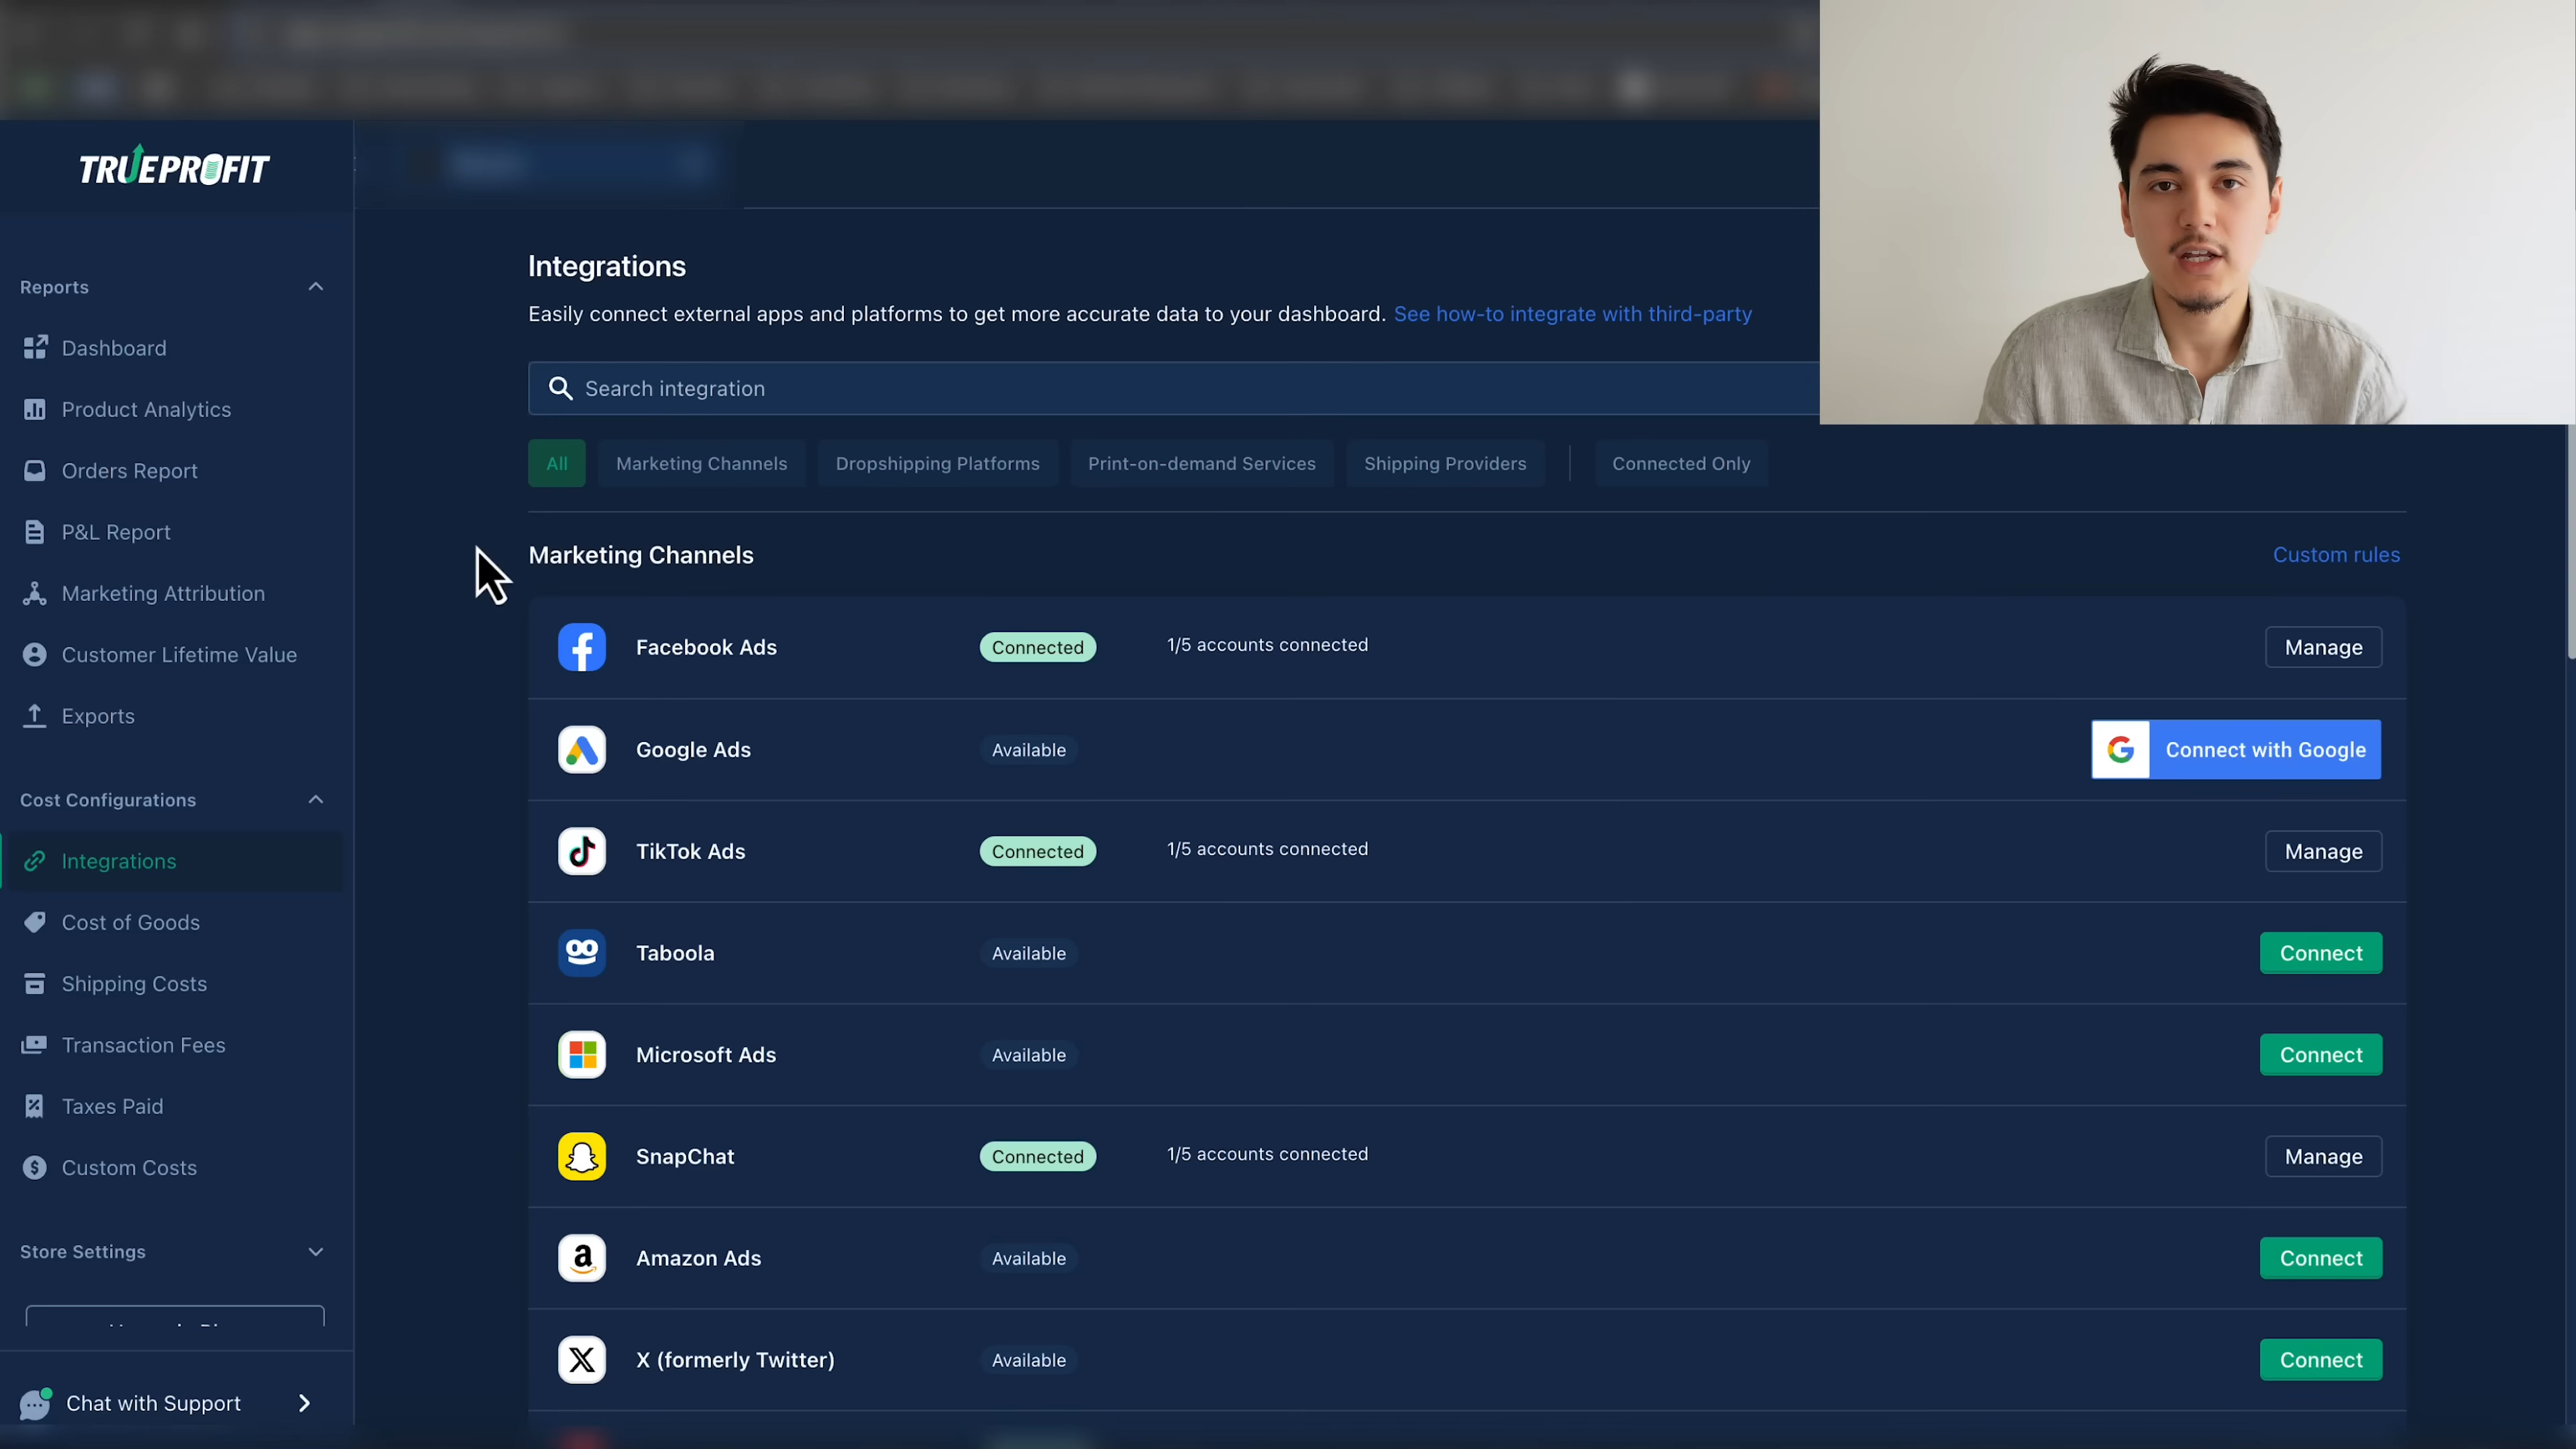 TRUEPROFIT
Reports
Dashboard
Product Analytics
Orders Report
P&L Report
Marketing Attribution
Customer Lifetime Value
Exports
Cost Configurations
Integrations
Cost of Goods
Shipping Costs
Transaction Fees
Taxes Paid
Custom Costs
Store Settings
Chat with Support
Integrations
Easily connect external apps and platforms to get more accurate data to your dashboard. See how-to integrate with third-party
Search integration
All Marketing Channels Dropshipping Platforms Print-on-demand Services Shipping Providers Connected Only
Marketing Channels Custom rules
Facebook Ads Connected 1/5 accounts connected Manage
Google Ads Available Connect with Google
TikTok Ads Connected 1/5 accounts connected Manage
Taboola Available Connect
Microsoft Ads Available Connect
SnapChat Connected 1/5 accounts connected Manage
Amazon Ads Available Connect
X (formerly Twitter) Available Connect